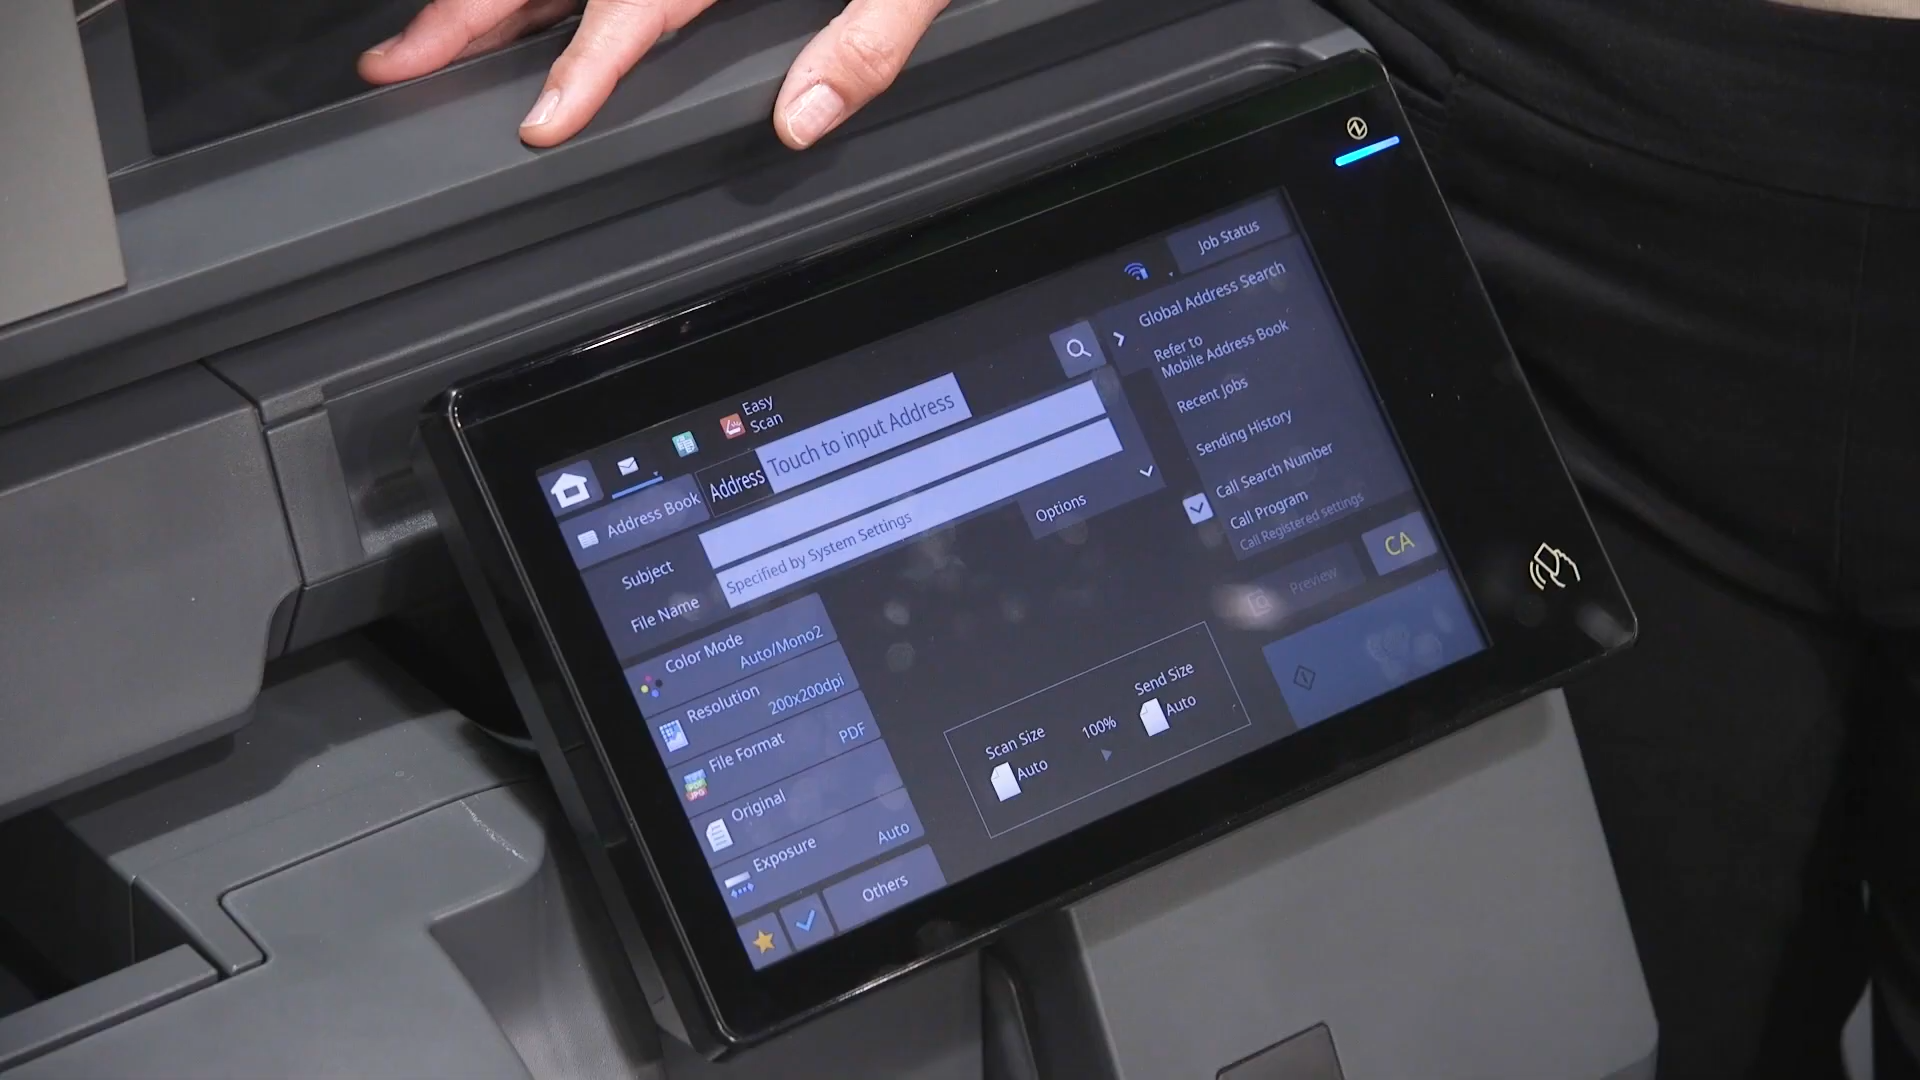 Job Status
Easy
Scan
Global Address Search
Address Book
Address
Touch to input Address
Refer to
Mobile Address Book
Recent Jobs
Subject
Sending History
File Name
Specified by System Settings
Options
Call Search Number
Call Program
Call Registered settings
Preview
CA
Color Mode
Auto/Mono2
Resolution
200x200dpi
File Format
PDF
Original
Exposure
Auto
Others
Scan Size
Auto
100%
Send Size
Auto